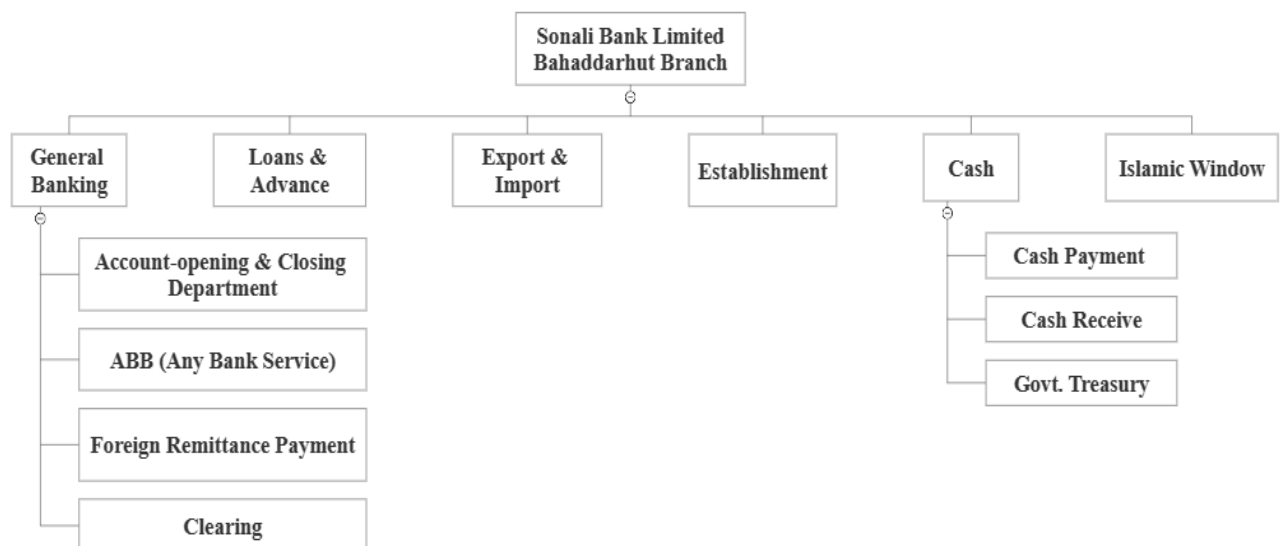 Sonali Bank Limited
Bahaddarhut Branch
General
Banking
Loans &
Advance
Export &
Import
Establishment
Cash
Islamic Window
Account-opening & Closing
Department
ABB (Any Bank Service)
Foreign Remittance Payment
Clearing
Cash Payment
Cash Receive
Govt. Treasury